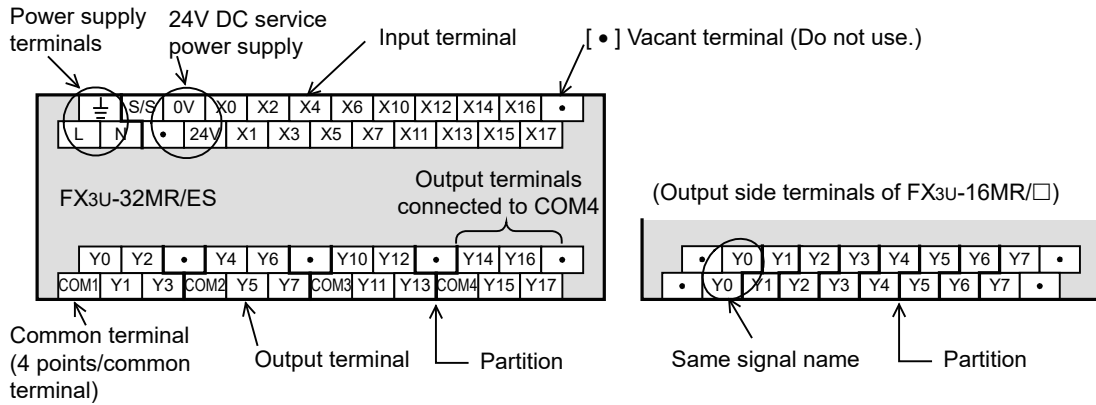 Power supply
terminals
24V DC service
power supply
Input terminal
[ • ] Vacant terminal (Do not use.)
⏚ S/S 0V X0 X2 X4 X6 X10 X12 X14 X16 •
L N • 24V X1 X3 X5 X7 X11 X13 X15 X17
FX3U-32MR/ES
Output terminals
connected to COM4
Y0 Y2 • Y4 Y6 • Y10 Y12 • Y14 Y16 •
COM1 Y1 Y3 COM2 Y5 Y7 COM3 Y11 Y13 COM4 Y15 Y17
Common terminal
(4 points/common
terminal)
Output terminal
Partition
(Output side terminals of FX3U-16MR/□)
• Y0 Y1 Y2 Y3 Y4 Y5 Y6 Y7 •
• Y0 Y1 Y2 Y3 Y4 Y5 Y6 Y7 •
Same signal name
Partition